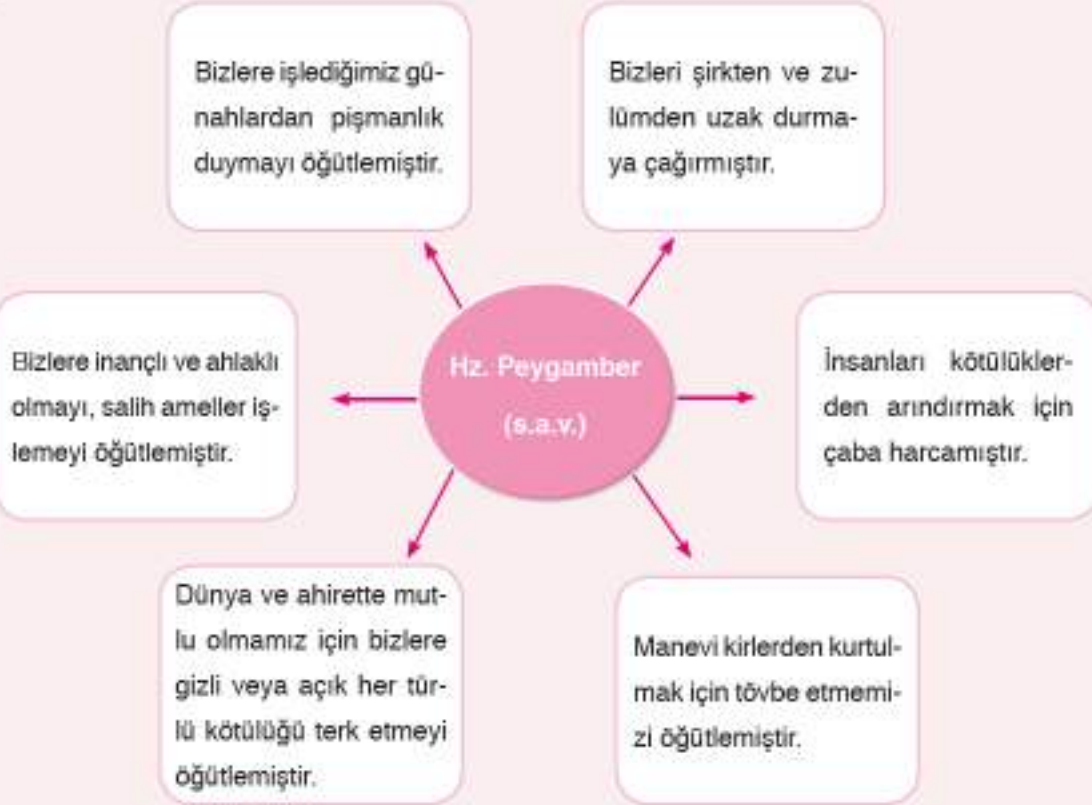 Bizlere işlediğimiz gü-
nahlardan pişmanlık
duymayı öğütlemiştir.
Bizleri şirkten ve zu-
lümden uzak durma-
ya çağırmıştır.
Bizlere inançlı ve ahlaklı
olmayı, salih ameller iş-
lemeyi öğütlemiştir.
Hz. Peygamber
(s.a.v.)
İnsanları kötülükler-
den arındırmak için
çaba harcamıştır.
Dünya ve ahirette mut-
lu olmamız için bizlere
gizli veya açık her tür-
lü kötülüğü terk etmeyi
öğütlemiştir.
Manevi kirlerden kurtul-
mak için tövbe etmemi-
zi öğütlemiştir.